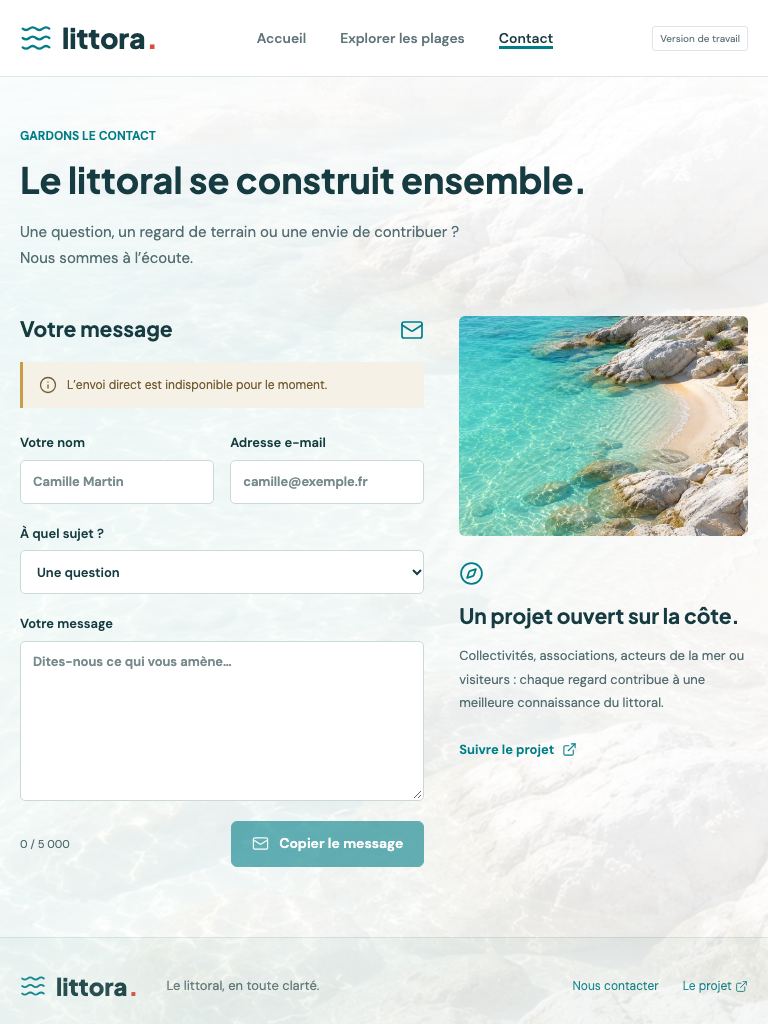 littora.
Accueil
Explorer les plages
Contact
Version de travail
GARDONS LE CONTACT
Le littoral se construit ensemble.
Une question, un regard de terrain ou une envie de contribuer ?
Nous sommes à l’écoute.
Votre message
L’envoi direct est indisponible pour le moment.
Votre nom
Adresse e-mail
Camille Martin
camille@exemple.fr
À quel sujet ?
Une question
Votre message
Dites-nous ce qui vous amène…
0 / 5 000
Copier le message
Un projet ouvert sur la côte.
Collectivités, associations, acteurs de la mer ou
visiteurs : chaque regard contribue à une
meilleure connaissance du littoral.
Suivre le projet
littora.
Le littoral, en toute clarté.
Nous contacter
Le projet